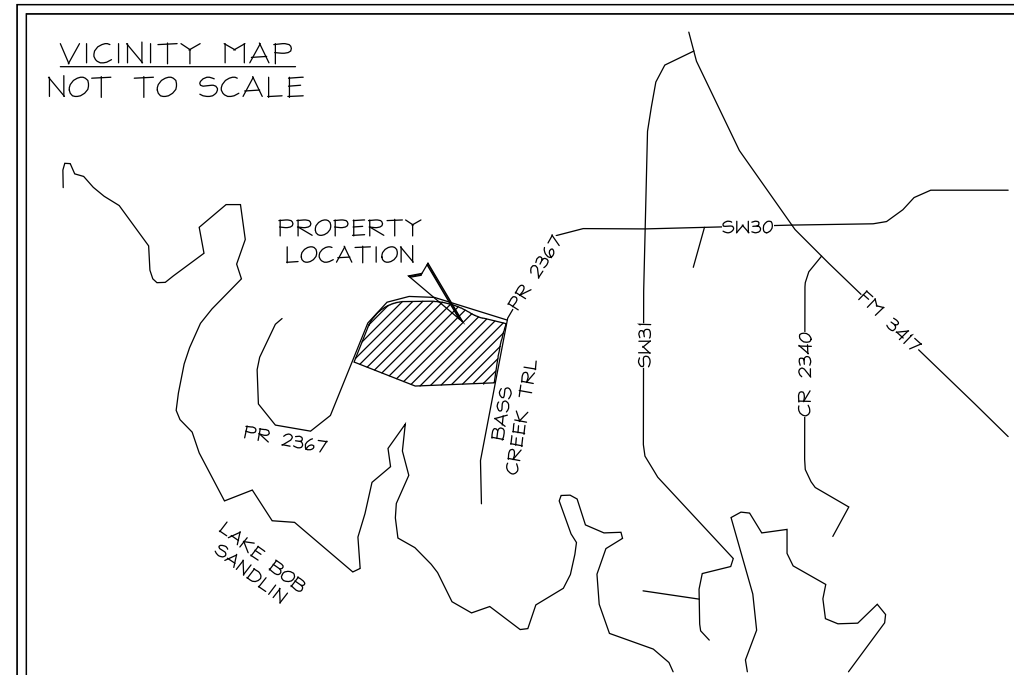 VICINITY MAP
NOT TO SCALE
PROPERTY
LOCATION
PR 2367
SW30
FM 3417
SW31
CR 2340
BASS
CREEK TRL
PR 2367
LAKE BOB
SANDLIN